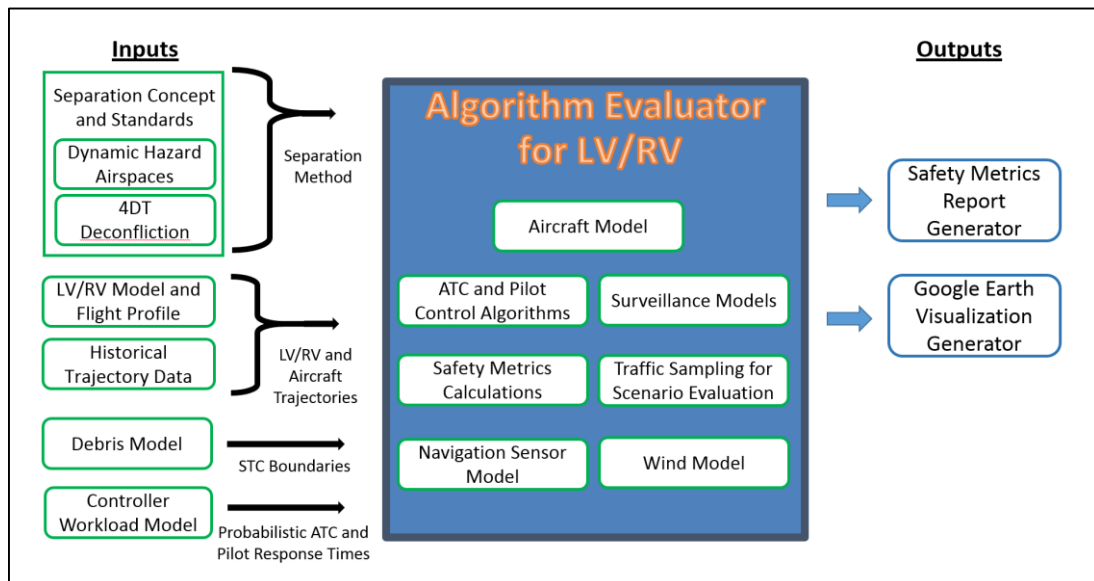 Inputs
Separation Concept
and Standards
Dynamic Hazard
Airspaces
4DT
Deconfliction
Separation
Method
LV/RV Model and
Flight Profile
Historical
Trajectory Data
LV/RV and
Aircraft
Trajectories
Debris Model
STC Boundaries
Controller
Workload Model
Probabilistic ATC and
Pilot Response Times
Algorithm Evaluator
for LV/RV
Aircraft Model
ATC and Pilot
Control Algorithms
Surveillance Models
Safety Metrics
Calculations
Traffic Sampling for
Scenario Evaluation
Navigation Sensor
Model
Wind Model
Outputs
Safety Metrics
Report
Generator
Google Earth
Visualization
Generator